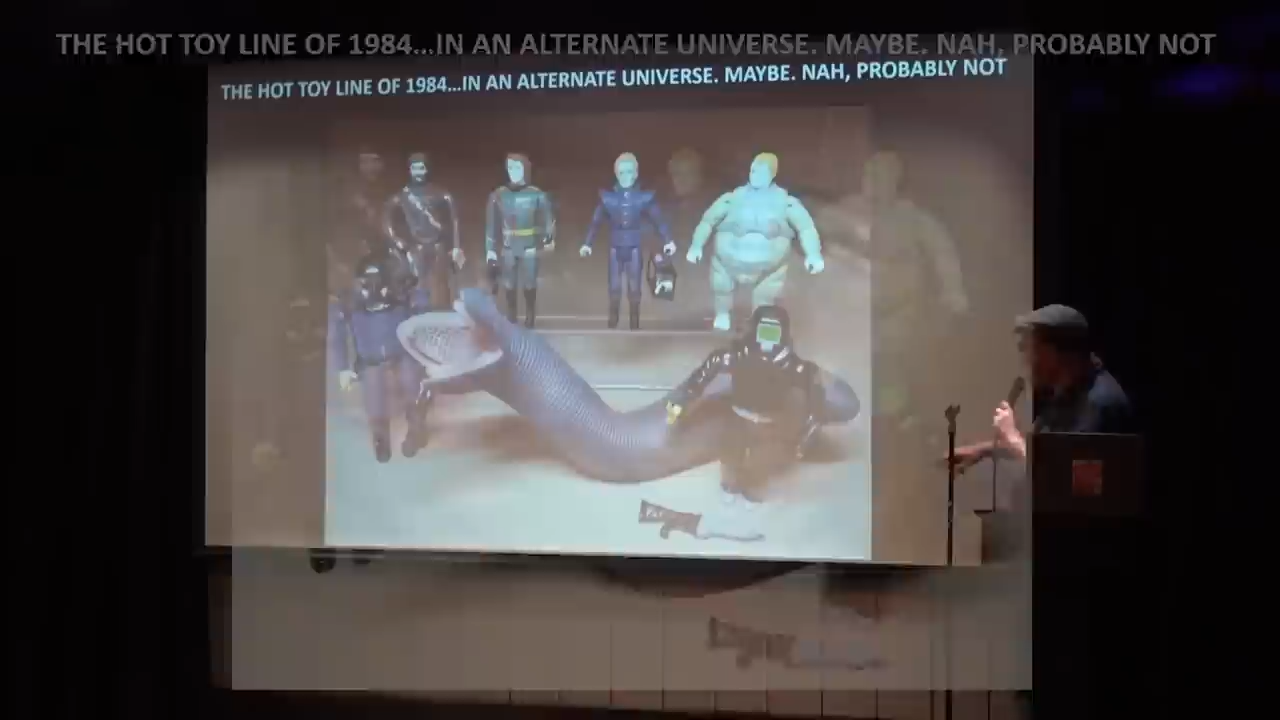 THE HOT TOY LINE OF 1984...IN AN ALTERNATE UNIVERSE. MAYBE. NAH, PROBABLY NOT
THE HOT TOY LINE OF 1984...IN AN ALTERNATE UNIVERSE. MAYBE. NAH, PROBABLY NOT